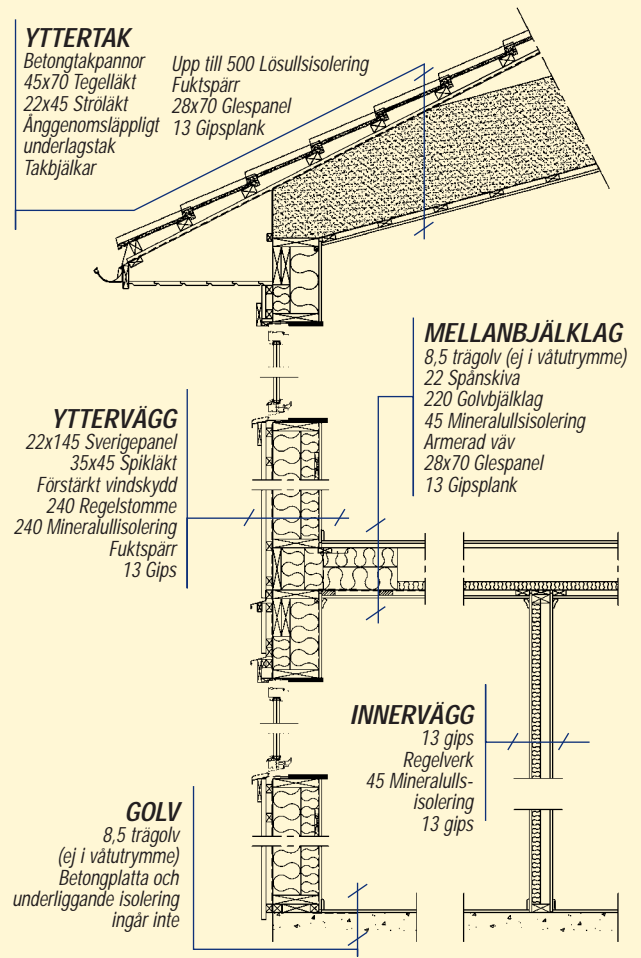 YTTERTAK
Betongtakpannor
45x70 Tegelläkt
22x45 Ströläkt
Ånggenomsläppligt
underlagstak
Takbjälkar
Upp till 500 Lösullsisolering
Fuktspärr
28x70 Glespanel
13 Gipsplank
MELLANBJÄLKLAG
8,5 trägolv (ej i våtutrymme)
22 Spånskiva
220 Golvbjälklag
45 Mineralullsisolering
Armerad väv
28x70 Glespanel
13 Gipsplank
YTTERVÄGG
22x145 Sverigepanel
35x45 Spikläkt
Förstärkt vindskydd
240 Regelstomme
240 Mineralullisolering
Fuktspärr
13 Gips
INNERVÄGG
13 gips
Regelverk
45 Mineralulls-
isolering
13 gips
GOLV
8,5 trägolv
(ej i våtutrymme)
Betongplatta och
underliggande isolering
ingår inte